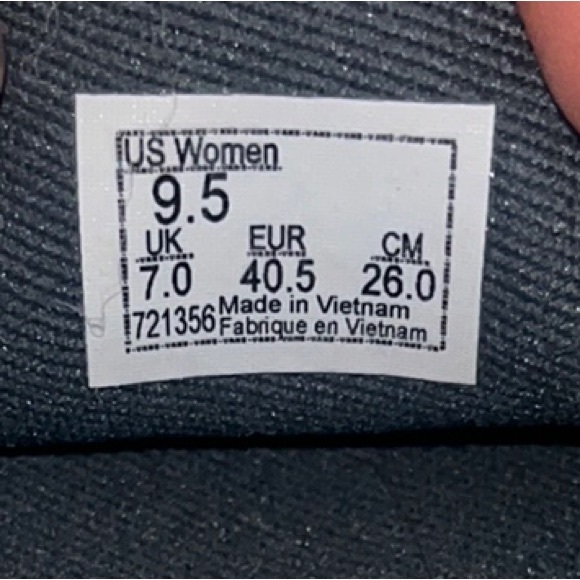 US Women
9.5
UK EUR CM
7.0 40.5 26.0
721356 Made in Vietnam
Fabrique en Vietnam